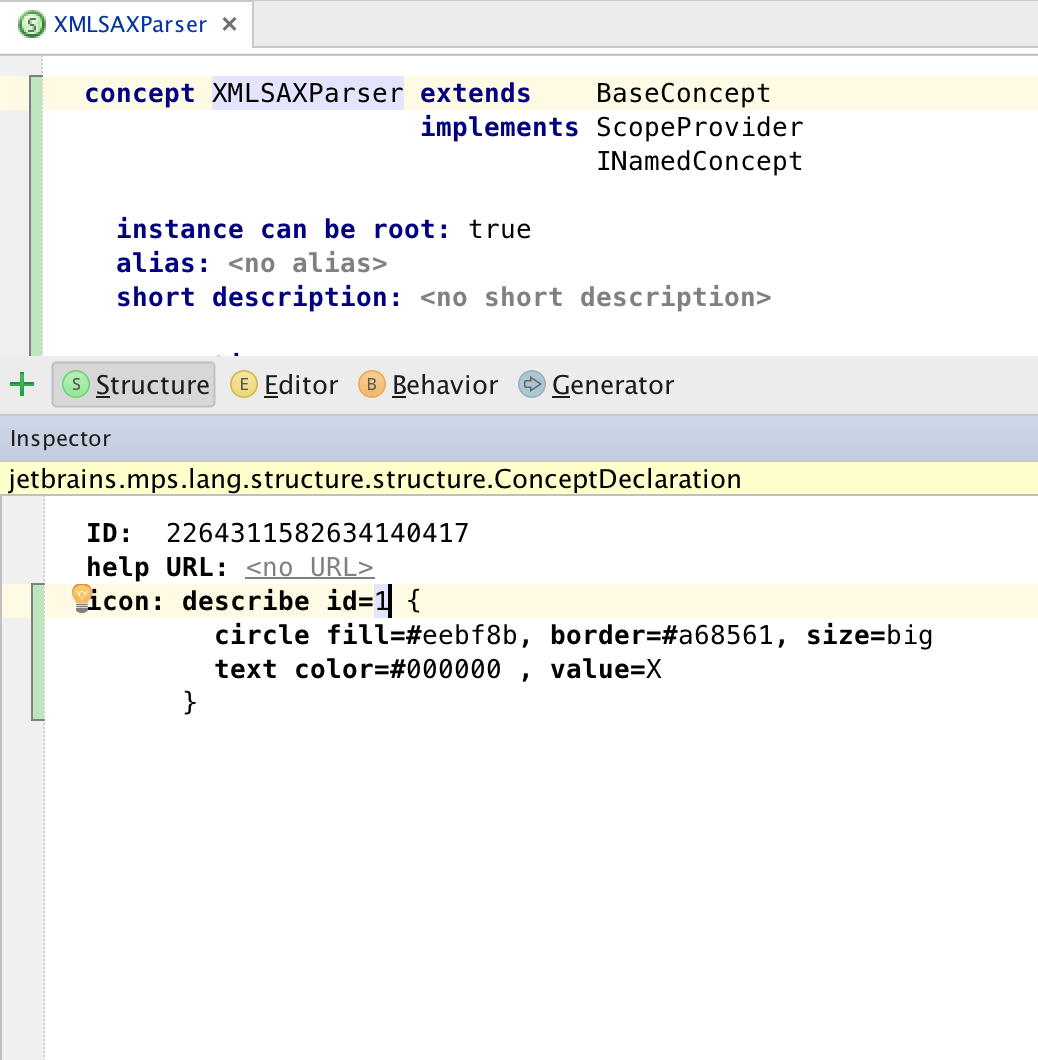 S XMLSAXParser ×
concept XMLSAXParser extends BaseConcept
implements ScopeProvider
INamedConcept
instance can be root: true
alias: <no alias>
short description: <no short description>
S Structure E Editor B Behavior Generator
Inspector
jetbrains.mps.lang.structure.structure.ConceptDeclaration
ID: 2264311582634140417
help URL: <no URL>
icon: describe id=1 {
circle fill=#eebf8b, border=#a68561, size=big
text color=#000000 , value=X
}